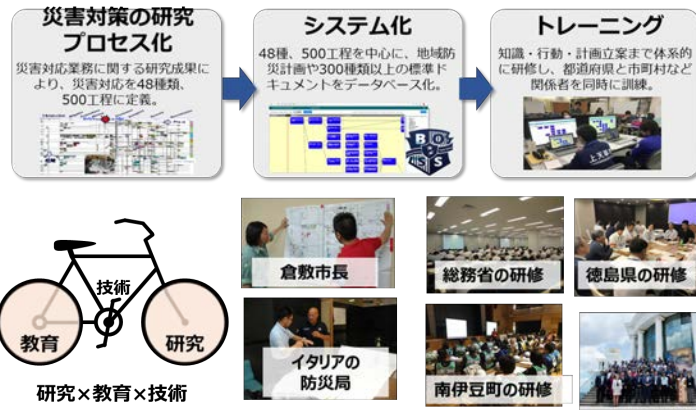 災害対策の研究
プロセス化
災害対応業務に関する研究成果に
より、災害対応を48種類、
500工程に定義。
システム化
48種、500工程を中心に、地域防
災計画や300種類以上の標準ド
キュメントをデータベース化。
BOSS
トレーニング
知識・行動・計画立案まで体系的
に研修し、都道府県と市町村など
関係者を同時に訓練。
技術
教育
研究
研究×教育×技術
倉敷市長
総務省の研修
徳島県の研修
イタリアの
防災局
南伊豆町の研修